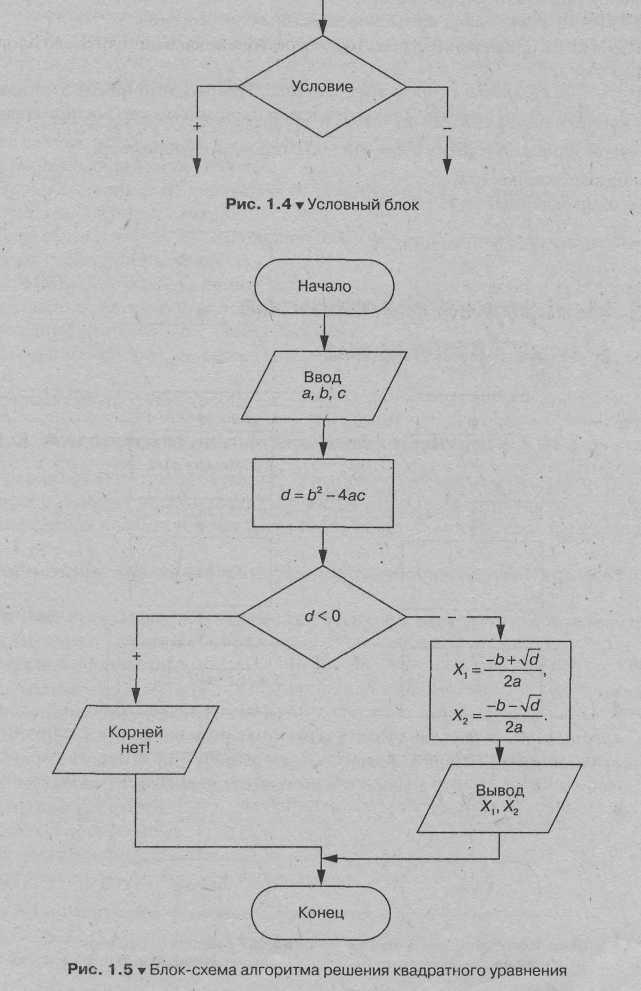 Условие
+
–
Рис. 1.4 ▼ Условный блок
Начало
Ввод
a, b, c
d = b² – 4ac
d < 0
+
–
X₁ = (–b + √d) / 2a,
X₂ = (–b – √d) / 2a.
Корней
нет!
Вывод
X₁, X₂
Конец
Рис. 1.5 ▼ Блок-схема алгоритма решения квадратного уравнения